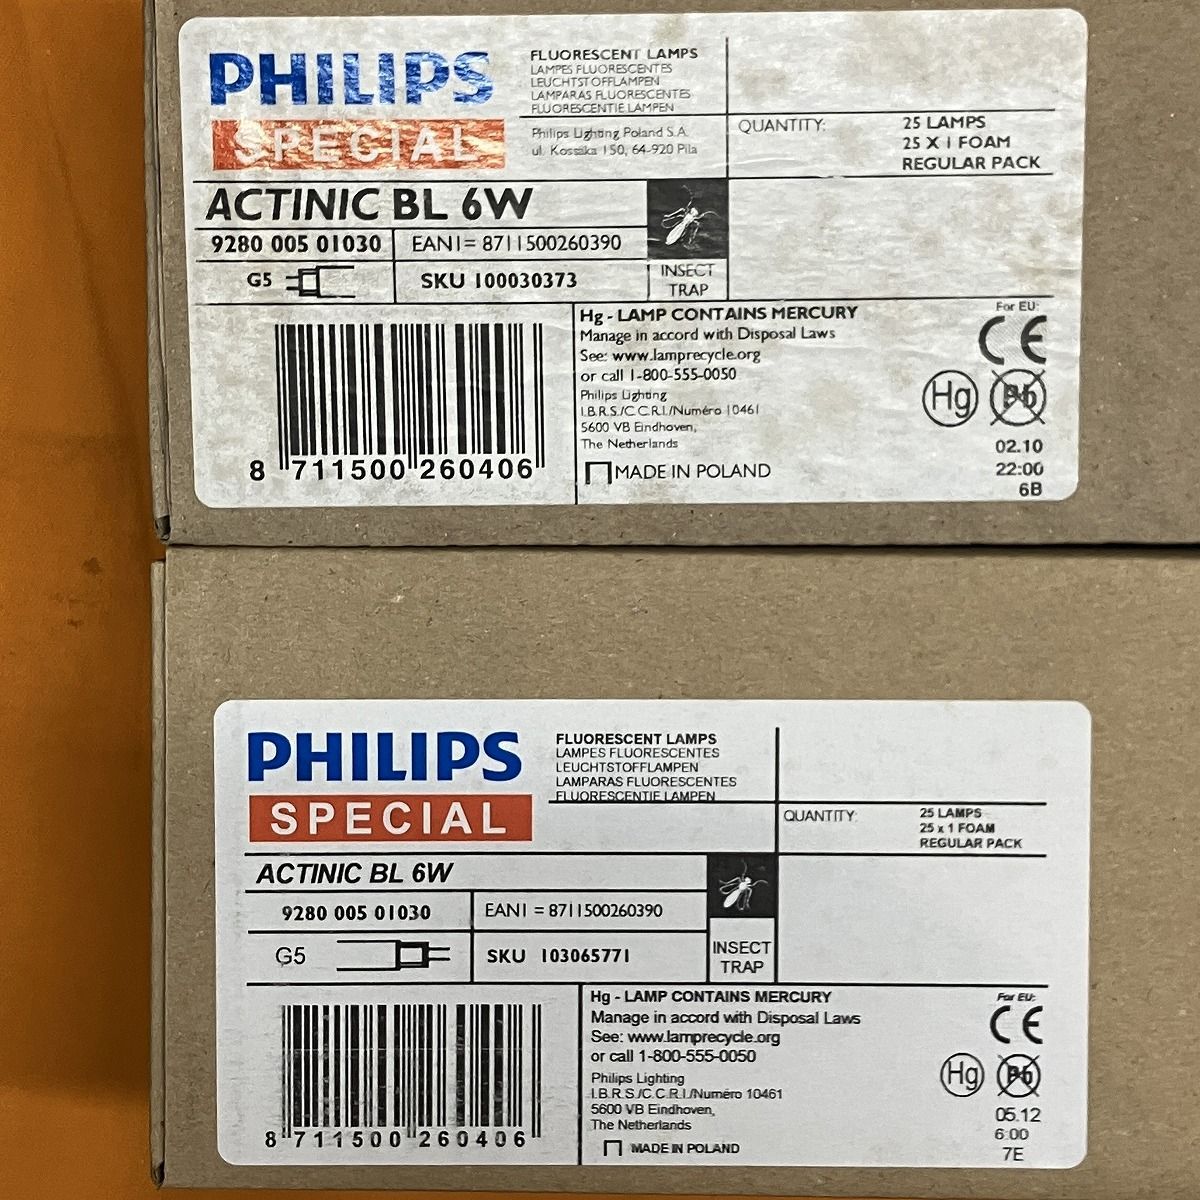 PHILIPS
SPECIAL
FLUORESCENT LAMPS
LAMPES FLUORESCENTES
LEUCHTSTOFFLAMPEN
LAMPARAS FLUORESCENTES
FLUORESCENTIE LAMPEN
Philips Lighting Poland S.A.
ul. Kossaka 150, 64-920 Pila
QUANTITY:
25 LAMPS
25 X 1 FOAM
REGULAR PACK
ACTINIC BL 6W
9280 005 01030
EAN1= 8711500260390
G5
SKU 100030373
INSECT
TRAP
8 711500 260406
Hg - LAMP CONTAINS MERCURY
Manage in accord with Disposal Laws
See: www.lamprecycle.org
or call 1-800-555-0050
Philips Lighting
I.B.R.S./C.C.R.I./Numéro 10461
5600 VB Eindhoven,
The Netherlands
MADE IN POLAND
For EU:
CE
Hg
Pb
02.10
22:00
6B
PHILIPS
SPECIAL
FLUORESCENT LAMPS
LAMPES FLUORESCENTES
LEUCHTSTOFFLAMPEN
LAMPARAS FLUORESCENTES
FLUORESCENTIE LAMPEN
QUANTITY:
25 LAMPS
25 x 1 FOAM
REGULAR PACK
ACTINIC BL 6W
9280 005 01030
EAN1 = 8711500260390
G5
SKU 103065771
INSECT
TRAP
8 711500 260406
Hg - LAMP CONTAINS MERCURY
Manage in accord with Disposal Laws
See: www.lamprecycle.org
or call 1-800-555-0050
Philips Lighting
I.B.R.S./C.C.R.I./Numéro 10461
5600 VB Eindhoven,
The Netherlands
MADE IN POLAND
For EU:
CE
Hg
Pb
05.12
6:00
7E